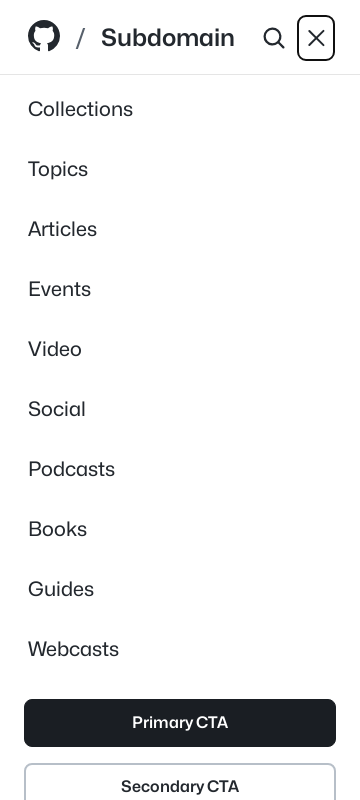 / Subdomain
Collections
Topics
Articles
Events
Video
Social
Podcasts
Books
Guides
Webcasts
Primary CTA
Secondary CTA